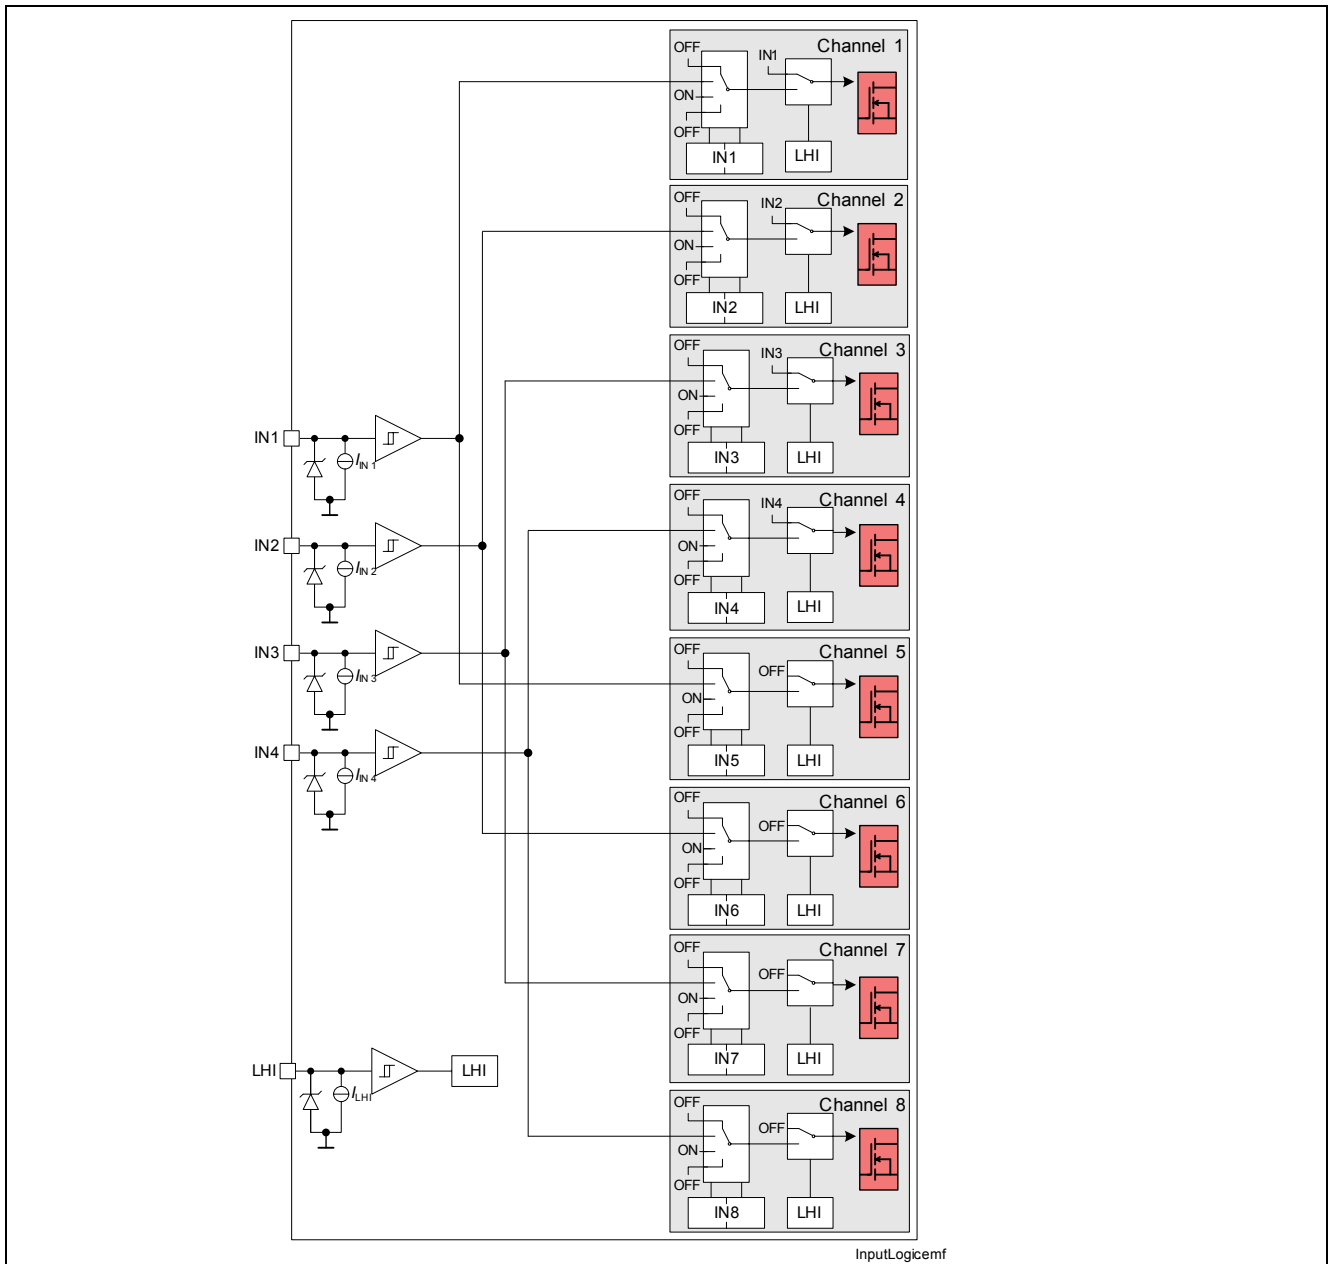 OFF
IN1
Channel 1
ON
OFF
IN1
LHI
OFF
IN2
Channel 2
ON
OFF
IN2
LHI
OFF
IN3
Channel 3
ON
OFF
IN3
LHI
OFF
IN4
Channel 4
ON
OFF
IN4
LHI
OFF
OFF
Channel 5
ON
OFF
IN5
LHI
OFF
OFF
Channel 6
ON
OFF
IN6
LHI
OFF
OFF
Channel 7
ON
OFF
IN7
LHI
OFF
OFF
Channel 8
ON
OFF
IN8
LHI
IN1
IIN 1
IN2
IIN 2
IN3
IIN 3
IN4
IIN 4
LHI
ILHI
LHI
InputLogicemf